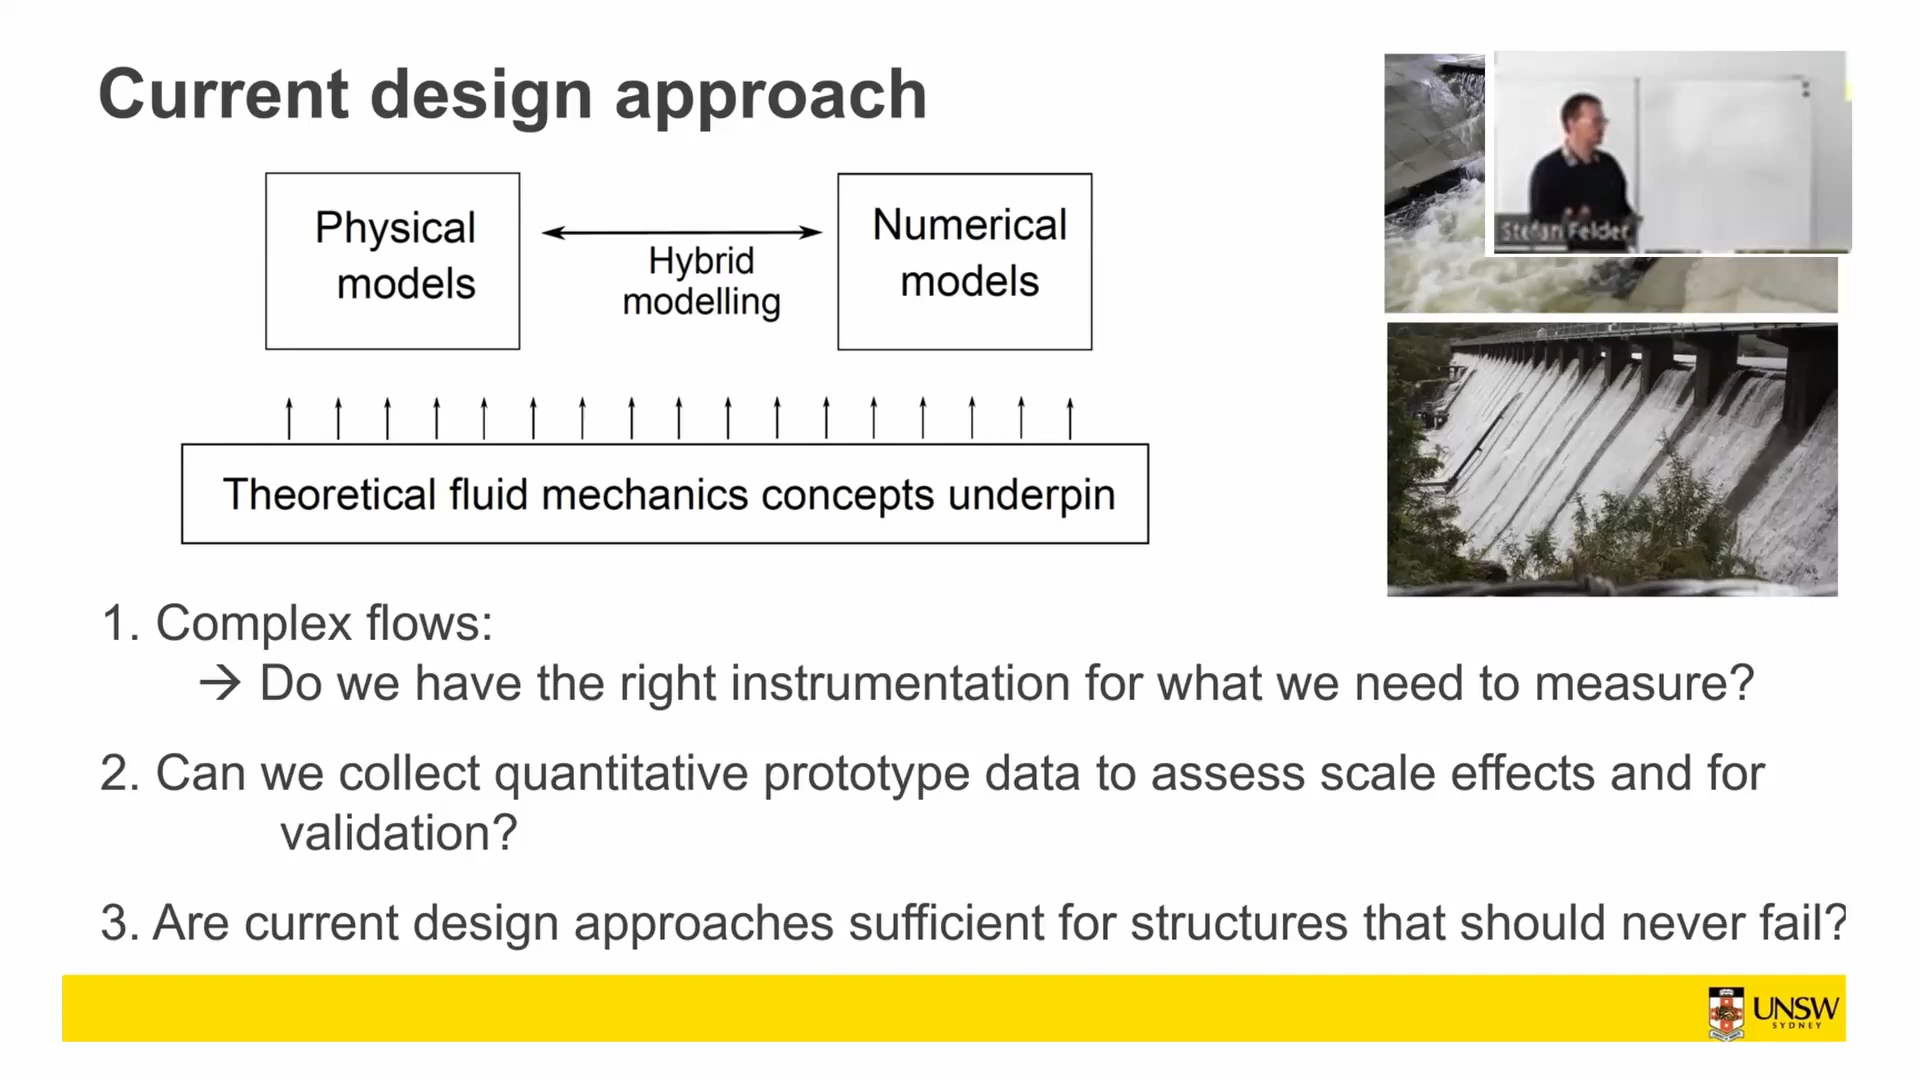 Current design approach
Physical
models
Hybrid
modelling
Numerical
models
Stefan Felder
Theoretical fluid mechanics concepts underpin
1. Complex flows:
→ Do we have the right instrumentation for what we need to measure?
2. Can we collect quantitative prototype data to assess scale effects and for
validation?
3. Are current design approaches sufficient for structures that should never fail?
UNSW
SYDNEY